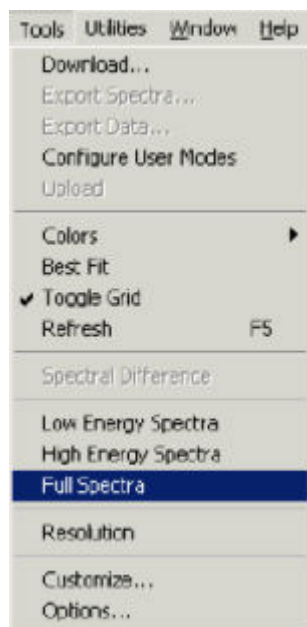 Tools Utilities Window Help
Download...
Export Spectra...
Export Data...
Configure User Modes
Upload
Colors
Best Fit
Toggle Grid
Refresh F5
Spectral Difference
Low Energy Spectra
High Energy Spectra
Full Spectra
Resolution
Customize...
Options...